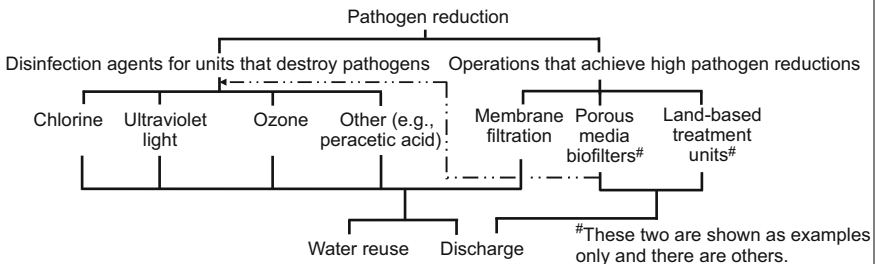 Pathogen reduction
Disinfection agents for units that destroy pathogens
Operations that achieve high pathogen reductions
Chlorine
Ultraviolet
light
Ozone
Other (e.g.,
peracetic acid)
Membrane
filtration
Porous
media
biofilters#
Land-based
treatment
units#
Water reuse
Discharge
#These two are shown as examples
only and there are others.